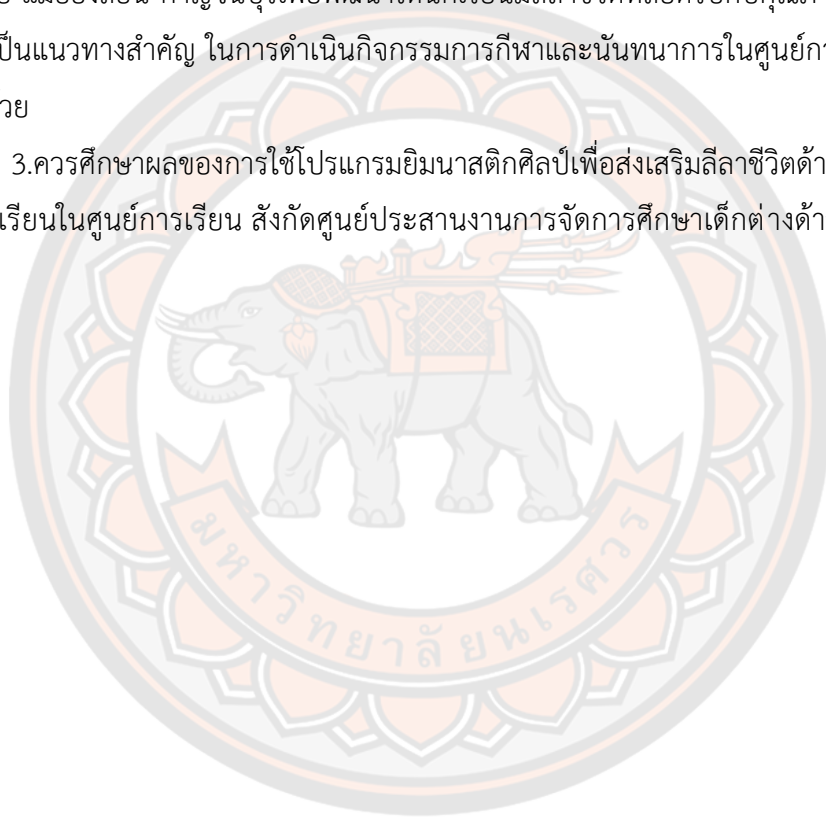 เป็นแนวทางสำคัญ ในการดำเนินกิจกรรมการกีฬาและนันทนาการในศูนย์กา
วย
3.ควรศึกษาผลของการใช้โปรแกรมยิมนาสติกศิลป์เพื่อส่งเสริมลีลาชีวิตด้า
เรียนในศูนย์การเรียน สังกัดศูนย์ประสานงานการจัดการศึกษาเด็กต่างด้า
มหาวิทยาลัยนเรศวร